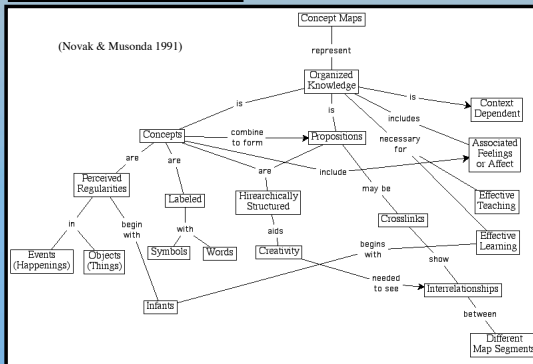 (Novak & Musonda 1991)
Concept Maps
represent
Organized
Knowledge
is
is
is
Context
Dependent
includes
necessary
for
Associated
Feelings
or Affect
Concepts
combine
to form
Propositions
include
are
are
are
may be
Effective
Teaching
Perceived
Regularities
Labeled
Hirearchically
Structured
Crosslinks
Effective
Learning
in
begin
with
with
aids
begins
with
show
Events
(Happenings)
Objects
(Things)
Symbols
Words
Creativity
needed
to see
Interrelationships
Infants
between
Different
Map Segments